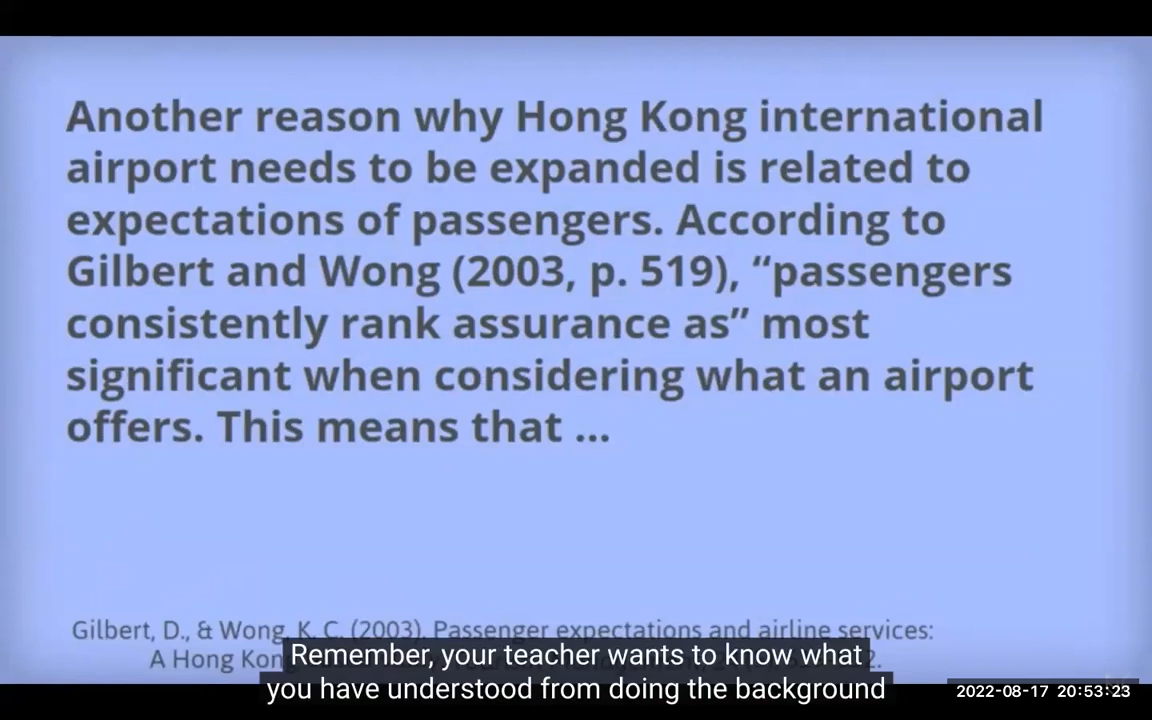 Another reason why Hong Kong international
airport needs to be expanded is related to
expectations of passengers. According to
Gilbert and Wong (2003, p. 519), “passengers
consistently rank assurance as” most
significant when considering what an airport
offers. This means that ...
Gilbert, D., & Wong, K. C. (2003). Passenger expectations and airline services:
A Hong Kon
Remember, your teacher wants to know what
you have understood from doing the background
2022-08-17 20:53:23